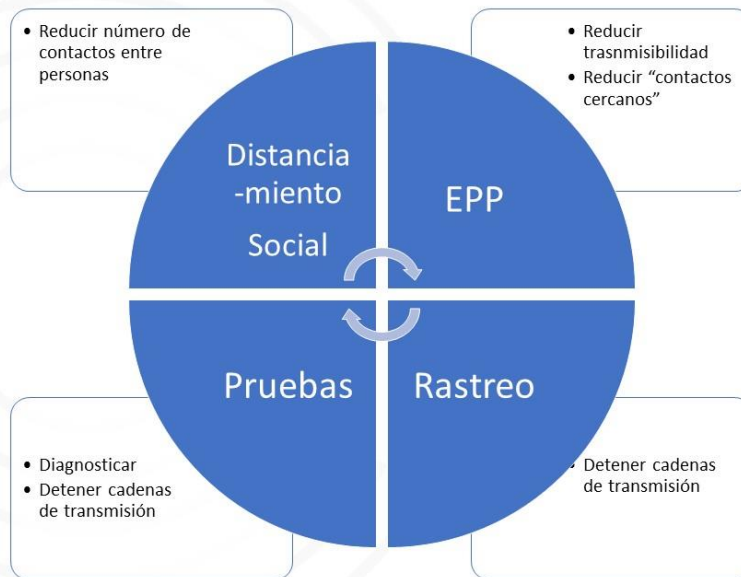 • Reducir número de
contactos entre
personas
• Reducir
trasnmisibilidad
• Reducir “contactos
cercanos”
Distancia
-miento
Social
EPP
Pruebas
Rastreo
• Diagnosticar
• Detener cadenas
de transmisión
• Detener cadenas
de transmisión